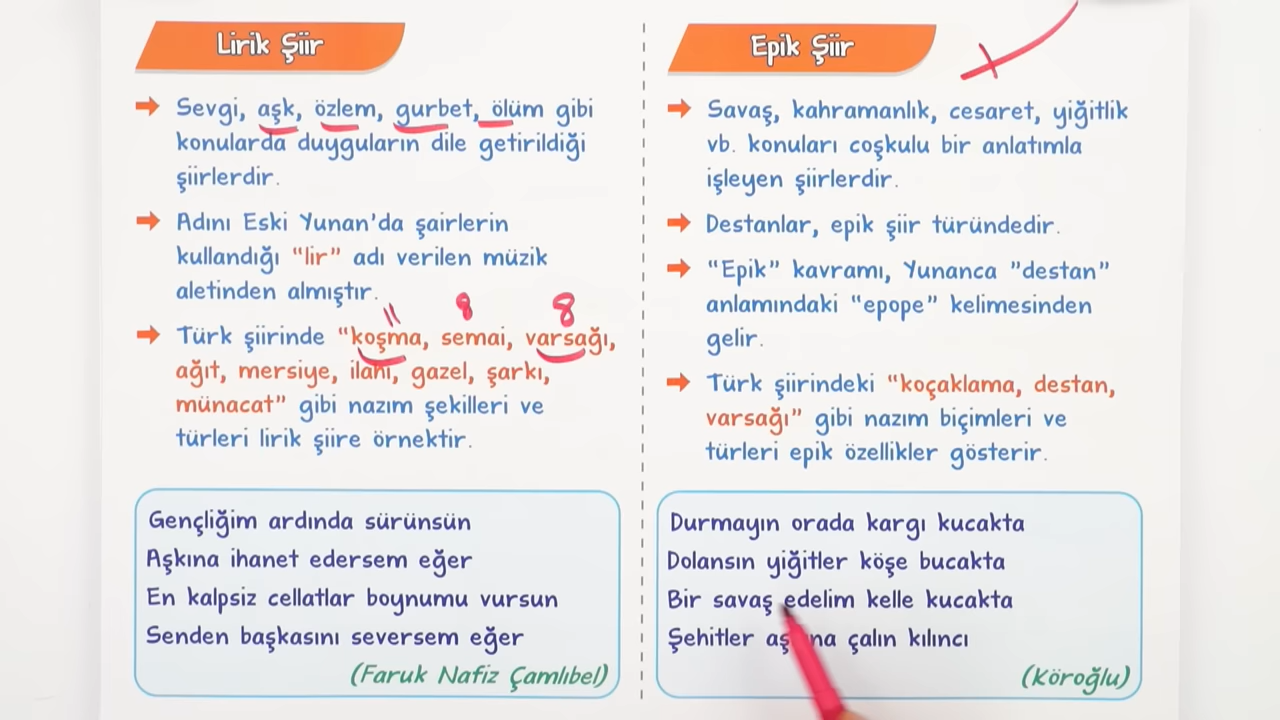 Lirik Şiir
Sevgi, aşk, özlem, gurbet, ölüm gibi
konularda duyguların dile getirildiği
şiirlerdir.
Adını Eski Yunan'da şairlerin
kullandığı "lir" adı verilen müzik
aletinden almıştır.
11 8 8
Türk şiirinde "koşma, semai, varsağı,
ağıt, mersiye, ilahi, gazel, şarkı,
münacat" gibi nazım şekilleri ve
türleri lirik şiire örnektir.
Gençliğim ardında sürünsün
Aşkına ihanet edersem eğer
En kalpsiz cellatlar boynumu vursun
Senden başkasını seversem eğer
(Faruk Nafiz Çamlıbel)
Epik Şiir
Savaş, kahramanlık, cesaret, yiğitlik
vb. konuları coşkulu bir anlatımla
işleyen şiirlerdir.
Destanlar, epik şiir türündedir.
"Epik" kavramı, Yunanca "destan"
anlamındaki "epope" kelimesinden
gelir.
Türk şiirindeki "koçaklama, destan,
varsağı" gibi nazım biçimleri ve
türleri epik özellikler gösterir.
Durmayın orada kargı kucakta
Dolansın yiğitler köşe bucakta
Bir savaş edelim kelle kucakta
Şehitler çalın kılıncı
(Köroğlu)